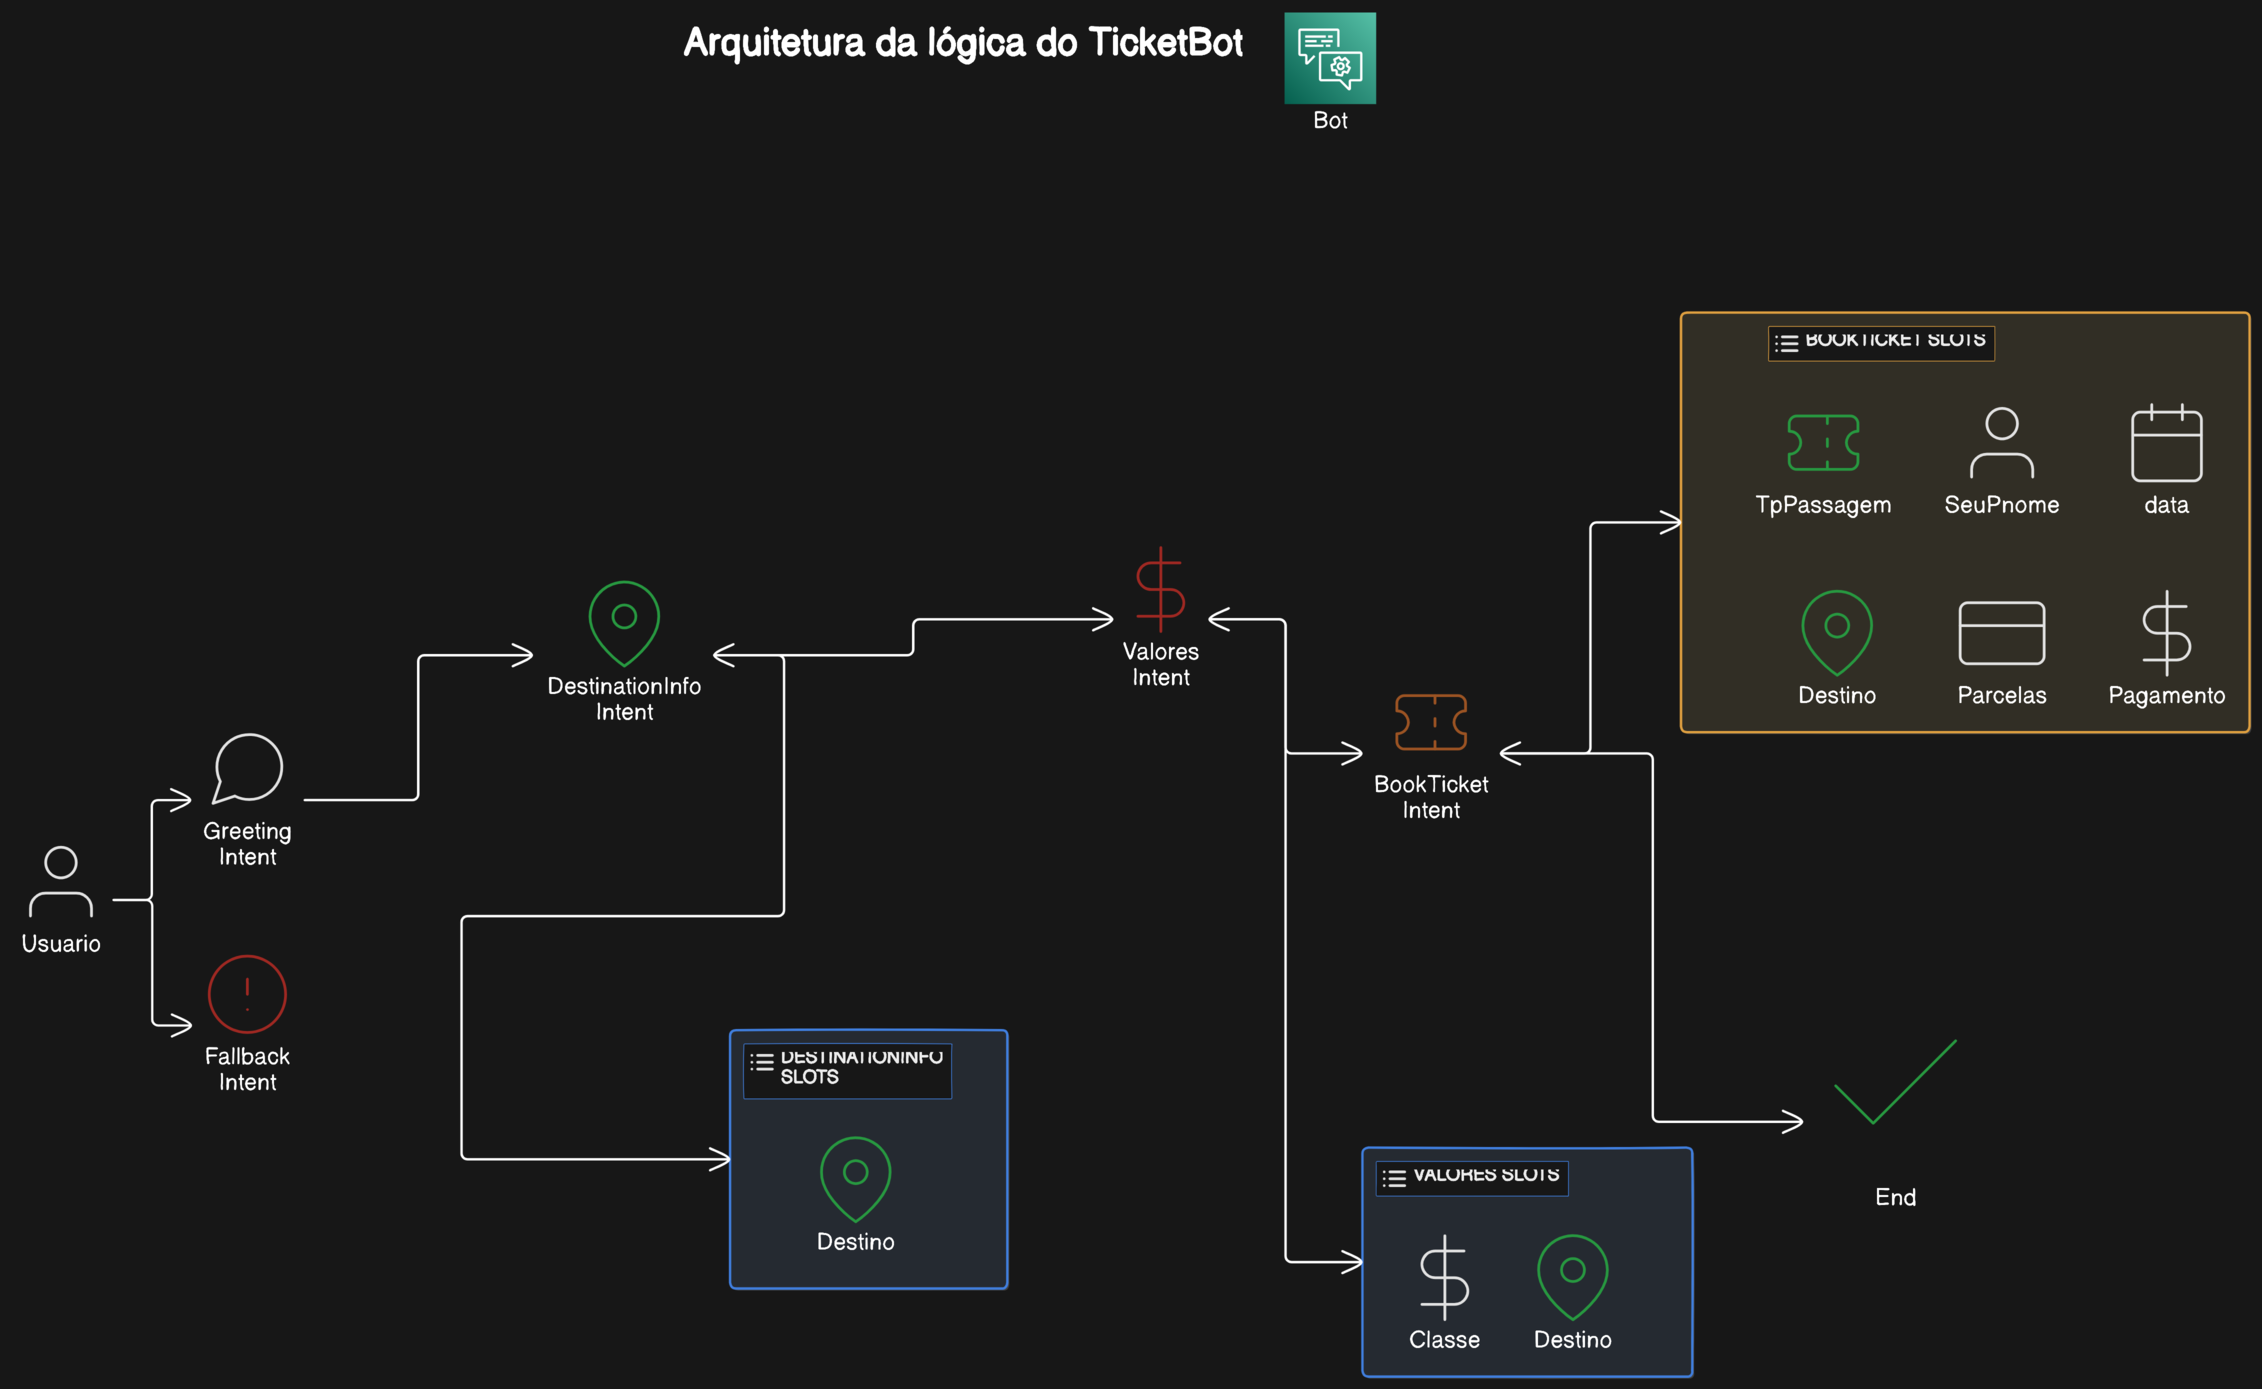 Arquitetura da lógica do TicketBot
Bot
BOOKTICKET SLOTS
TpPassagem
SeuPnome
data
Destino
Parcelas
Pagamento
Valores
Intent
DestinationInfo
Intent
BookTicket
Intent
Greeting
Intent
Usuario
Fallback
Intent
DESTINATIONINFO
SLOTS
Destino
VALORES SLOTS
Classe
Destino
End